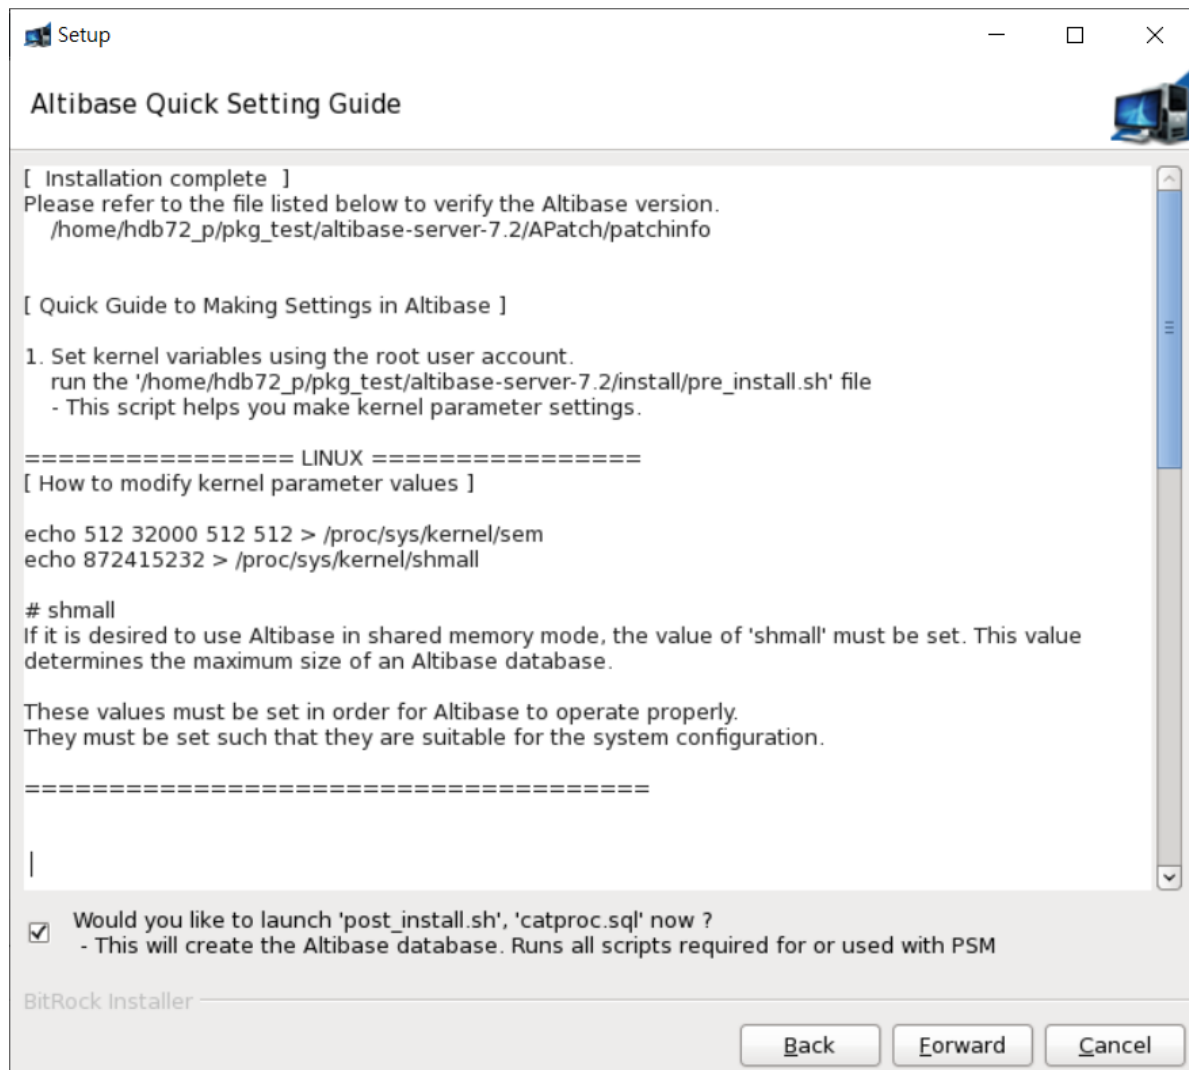 Setup
Altibase Quick Setting Guide
[  Installation complete  ]
Please refer to the file listed below to verify the Altibase version.
/home/hdb72_p/pkg_test/altibase-server-7.2/APatch/patchinfo
[ Quick Guide to Making Settings in Altibase ]
1. Set kernel variables using the root user account.
run the '/home/hdb72_p/pkg_test/altibase-server-7.2/install/pre_install.sh' file
- This script helps you make kernel parameter settings.
================ LINUX ================
[ How to modify kernel parameter values ]
echo 512 32000 512 512 > /proc/sys/kernel/sem
echo 872415232 > /proc/sys/kernel/shmall
# shmall
If it is desired to use Altibase in shared memory mode, the value of 'shmall' must be set. This value
determines the maximum size of an Altibase database.
These values must be set in order for Altibase to operate properly.
They must be set such that they are suitable for the system configuration.
=====================================
Would you like to launch 'post_install.sh', 'catproc.sql' now ?
- This will create the Altibase database. Runs all scripts required for or used with PSM
BitRock Installer
Back
Forward
Cancel